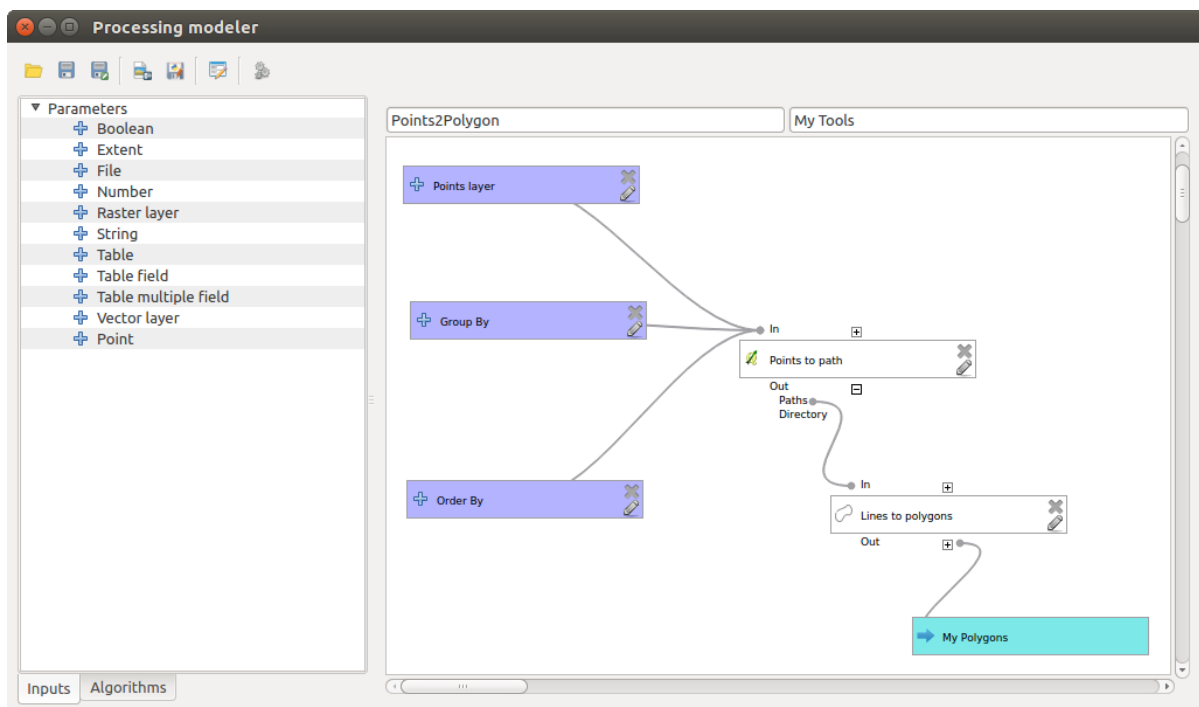 Processing modeler
Parameters
Boolean
Extent
File
Number
Raster layer
String
Table
Table field
Table multiple field
Vector layer
Point
Inputs
Algorithms
Points2Polygon
My Tools
Points layer
Group By
In
Points to path
Out
Paths
Directory
Order By
In
Lines to polygons
Out
My Polygons